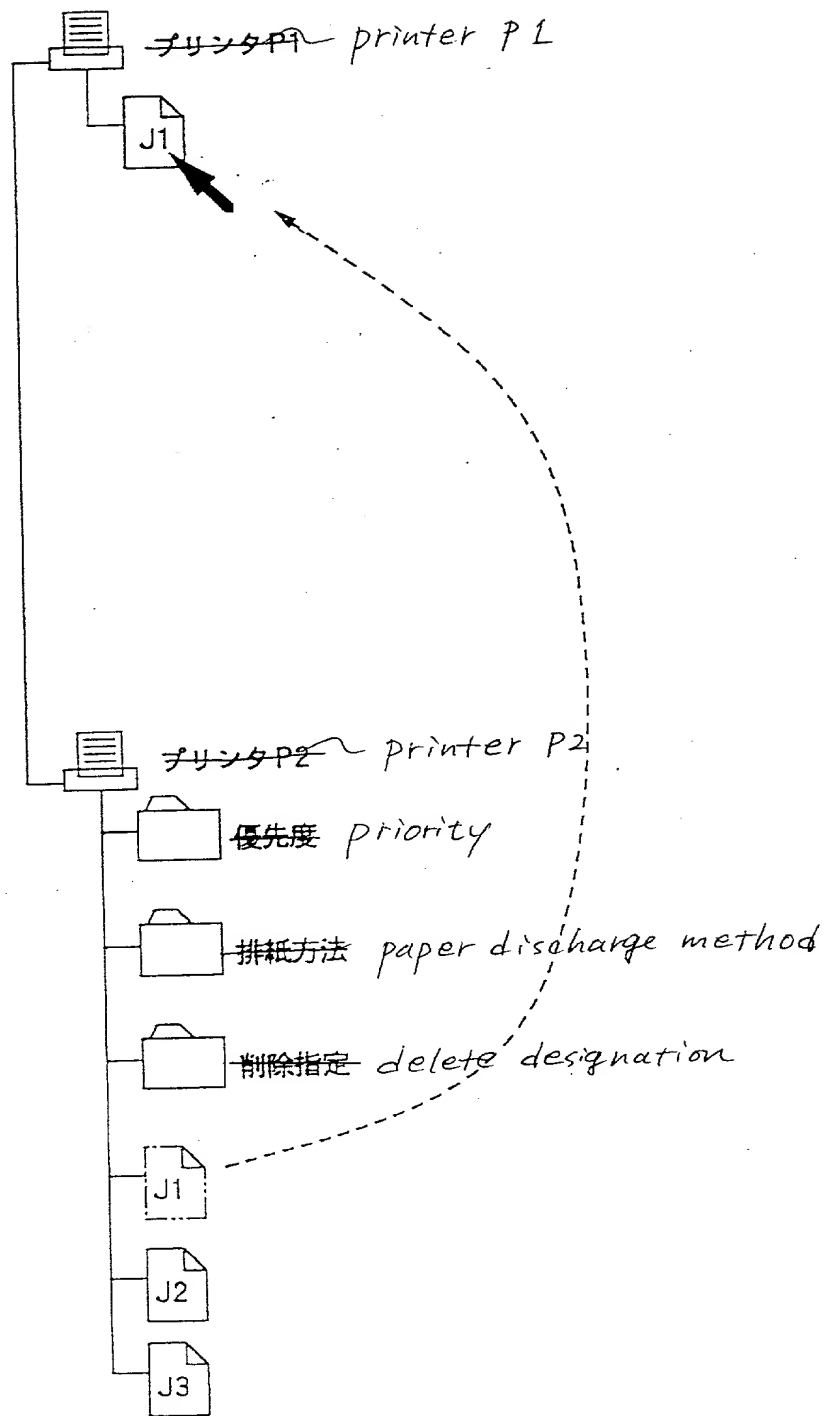 プリンタP1 printer P1
J1
プリンタP2 printer P2
優先度 priority
排紙方法 paper discharge method
削除指定 delete designation
J1
J2
J3